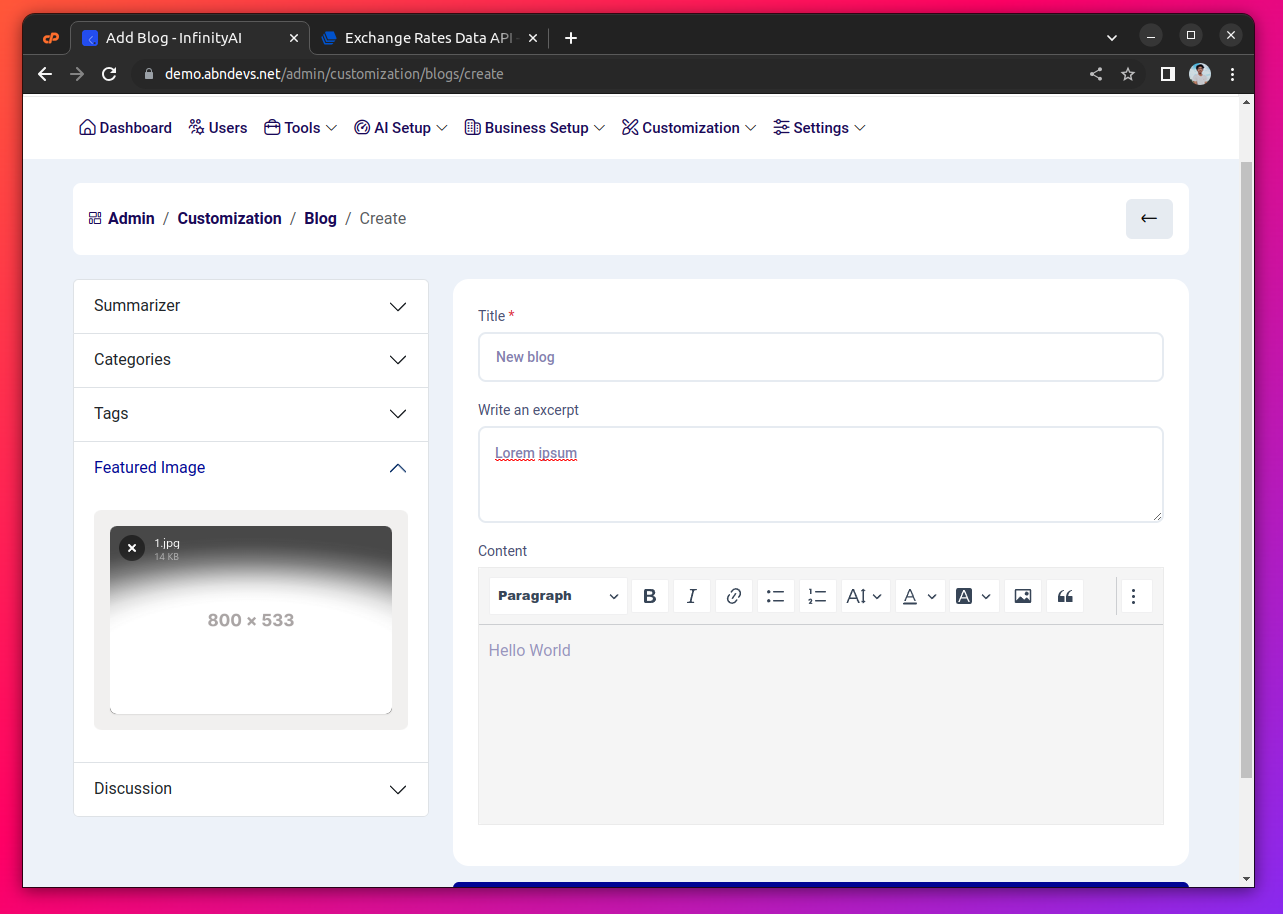 Add Blog - InfinityAI
Exchange Rates Data API
demo.abndevs.net/admin/customization/blogs/create
Dashboard Users Tools AI Setup Business Setup Customization Settings
Admin / Customization / Blog / Create
Summarizer
Categories
Tags
Featured Image
1.jpg
14 KB
800 × 533
Discussion
Title *
New blog
Write an excerpt
Lorem ipsum
Content
Paragraph
Hello World